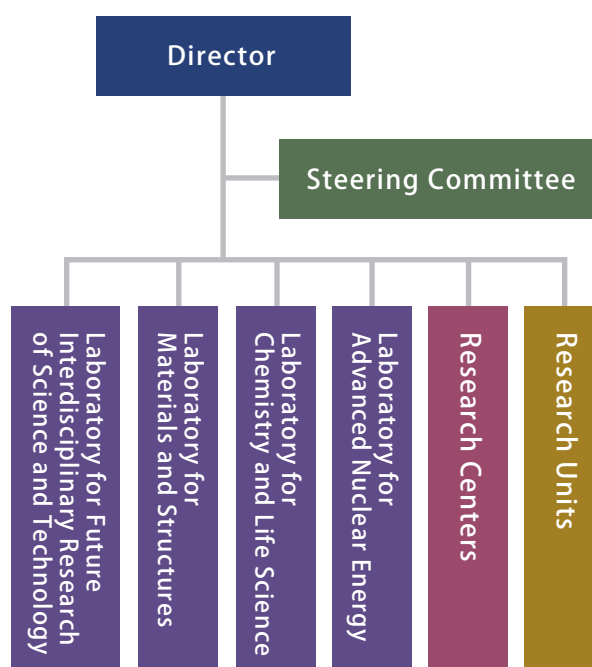 Director
Steering Committee
Laboratory for Future
Interdisciplinary Research
of Science and Technology
Laboratory for
Materials and Structures
Laboratory for
Chemistry and Life Science
Laboratory for
Advanced Nuclear Energy
Research Centers
Research Units